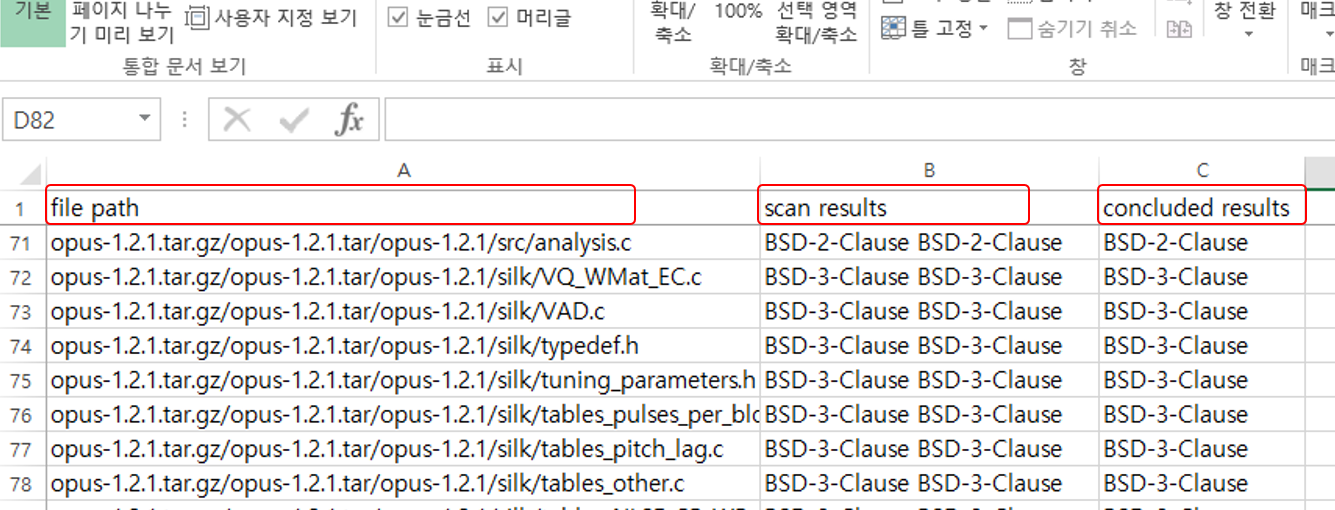 기본
페이지 나누
기 미리 보기
사용자 지정 보기
눈금선
머리글
확대/
축소
100%
선택 영역
확대/축소
틀 고정
숨기기 취소
창 전환
매크
통합 문서 보기
표시
확대/축소
창
매크
D82
fx
A B C
1 file path scan results concluded results
71 opus-1.2.1.tar.gz/opus-1.2.1.tar/opus-1.2.1/src/analysis.c BSD-2-Clause BSD-2-Clause BSD-2-Clause
72 opus-1.2.1.tar.gz/opus-1.2.1.tar/opus-1.2.1/silk/VQ_WMat_EC.c BSD-3-Clause BSD-3-Clause BSD-3-Clause
73 opus-1.2.1.tar.gz/opus-1.2.1.tar/opus-1.2.1/silk/VAD.c BSD-3-Clause BSD-3-Clause BSD-3-Clause
74 opus-1.2.1.tar.gz/opus-1.2.1.tar/opus-1.2.1/silk/typedef.h BSD-3-Clause BSD-3-Clause BSD-3-Clause
75 opus-1.2.1.tar.gz/opus-1.2.1.tar/opus-1.2.1/silk/tuning_parameters.h BSD-3-Clause BSD-3-Clause BSD-3-Clause
76 opus-1.2.1.tar.gz/opus-1.2.1.tar/opus-1.2.1/silk/tables_pulses_per_blo BSD-3-Clause BSD-3-Clause BSD-3-Clause
77 opus-1.2.1.tar.gz/opus-1.2.1.tar/opus-1.2.1/silk/tables_pitch_lag.c BSD-3-Clause BSD-3-Clause BSD-3-Clause
78 opus-1.2.1.tar.gz/opus-1.2.1.tar/opus-1.2.1/silk/tables_other.c BSD-3-Clause BSD-3-Clause BSD-3-Clause